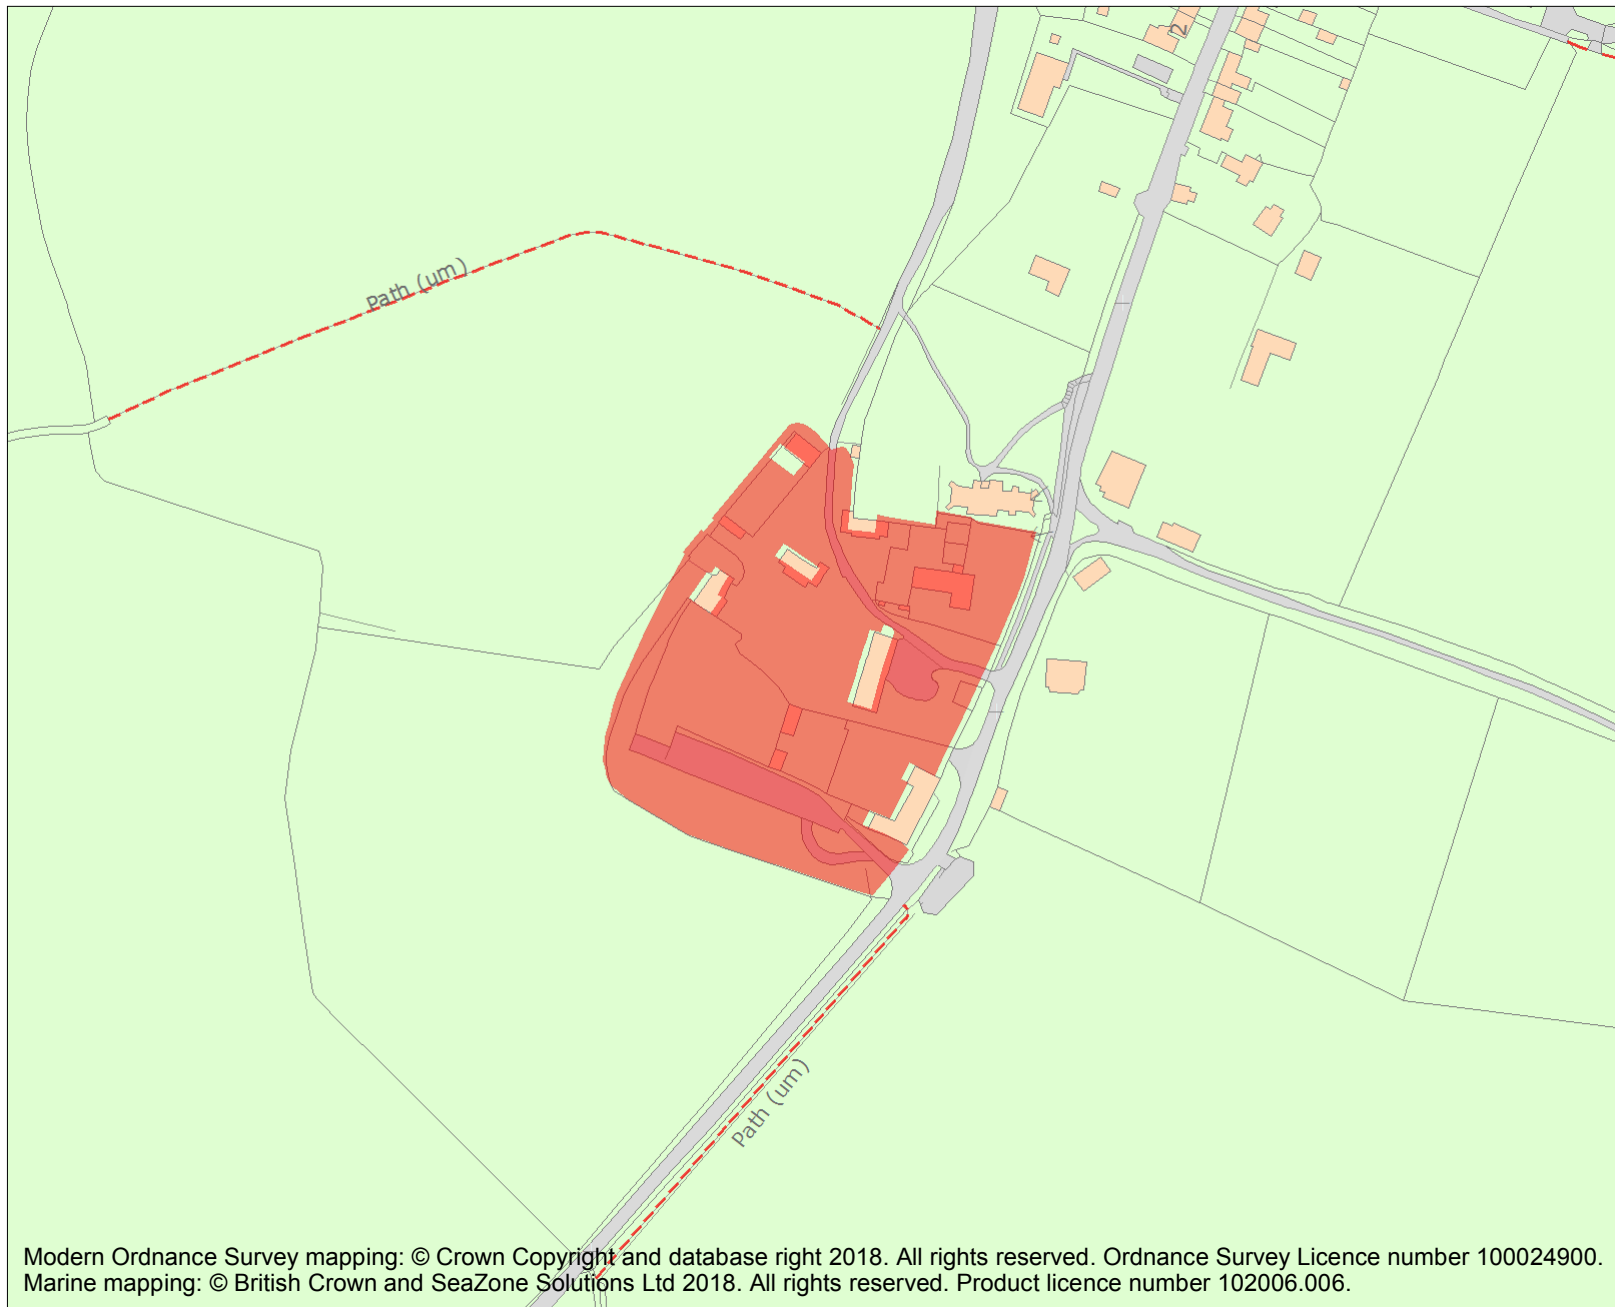 2
Path (um)
Path (um)
Modern Ordnance Survey mapping: © Crown Copyright and database right 2018. All rights reserved. Ordnance Survey Licence number 100024900.
Marine mapping: © British Crown and SeaZone Solutions Ltd 2018. All rights reserved. Product licence number 102006.006.